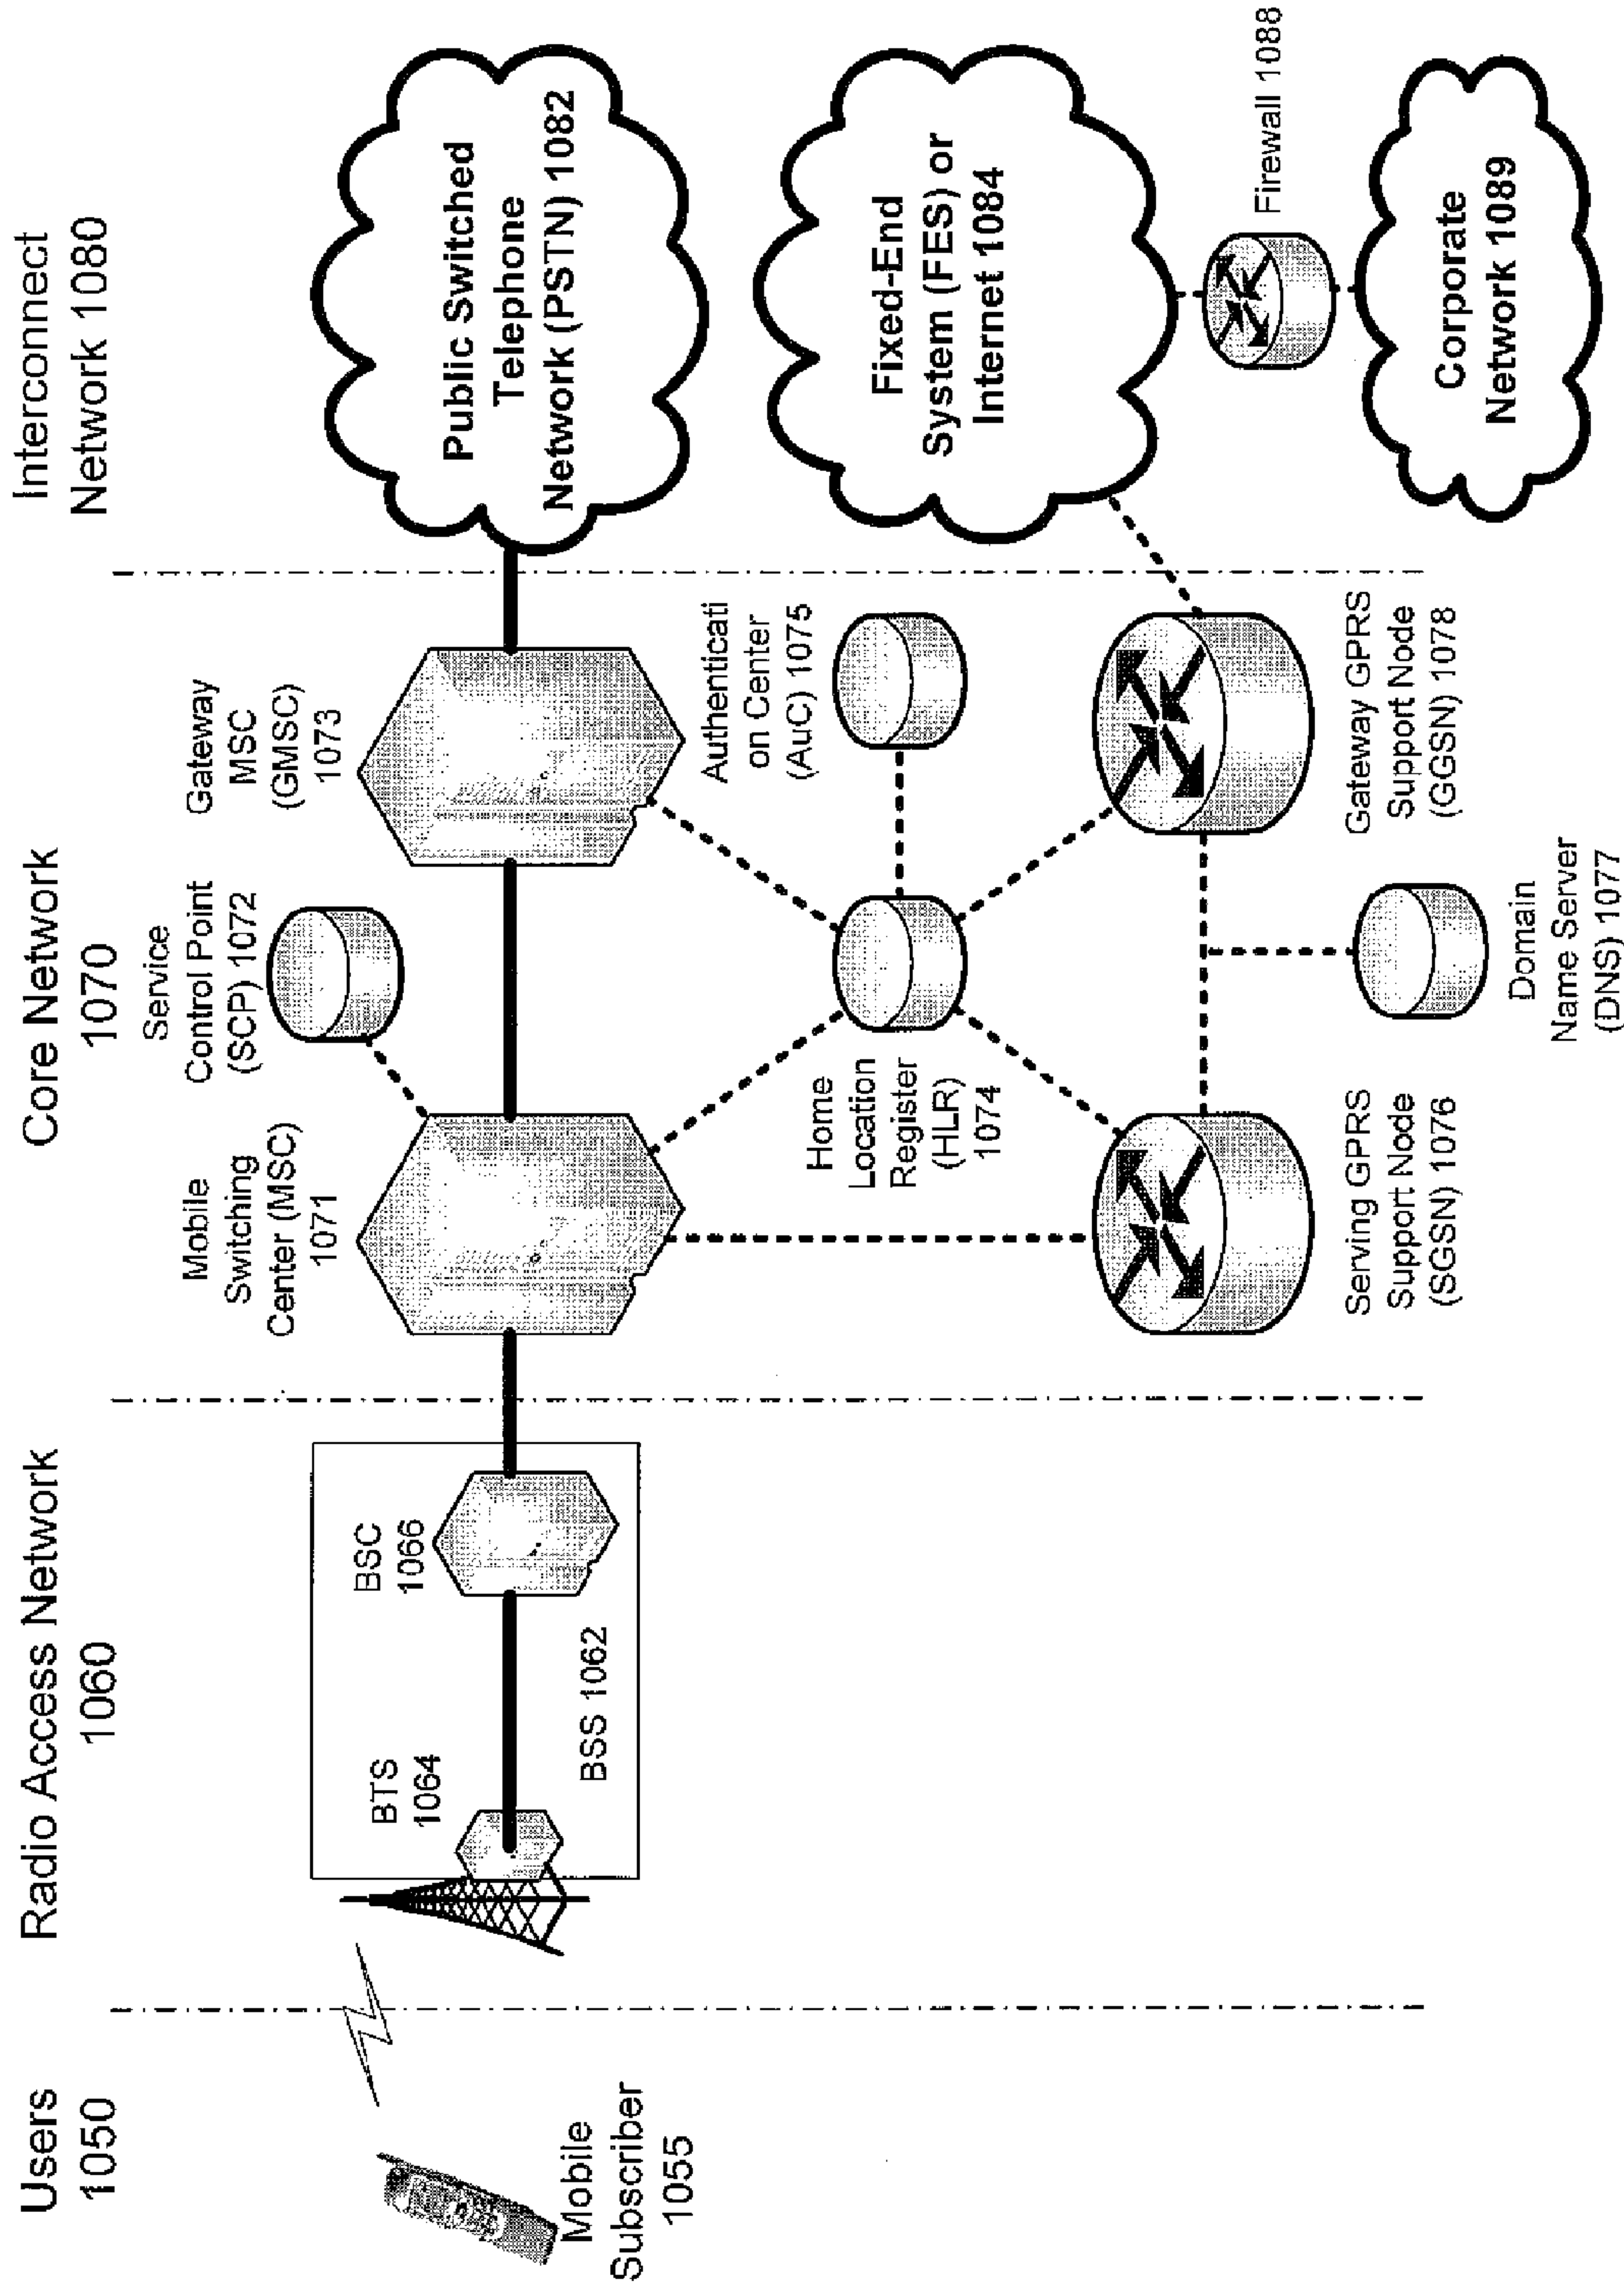 Users
1050
Radio Access Network
1060
Core Network
1070
Interconnect
Network 1080
Mobile
Subscriber
1055
BTS
1064
BSC
1066
BSS 1062
Mobile
Switching
Center (MSC)
1071
Service
Control Point
(SCP) 1072
Gateway
MSC
(GMSC)
1073
Home
Location
Register
(HLR)
1074
Authenticati
on Center
(AuC) 1075
Serving GPRS
Support Node
(SGSN) 1076
Domain
Name Server
(DNS) 1077
Gateway GPRS
Support Node
(GGSN) 1078
Public Switched
Telephone
Network (PSTN) 1082
Fixed-End
System (FES) or
Internet 1084
Firewall 1088
Corporate
Network 1089